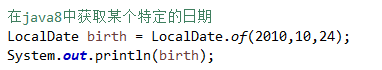 在java8中获取某个特定的日期
LocalDate birth = LocalDate.of(2010,10,24);
System.out.println(birth);